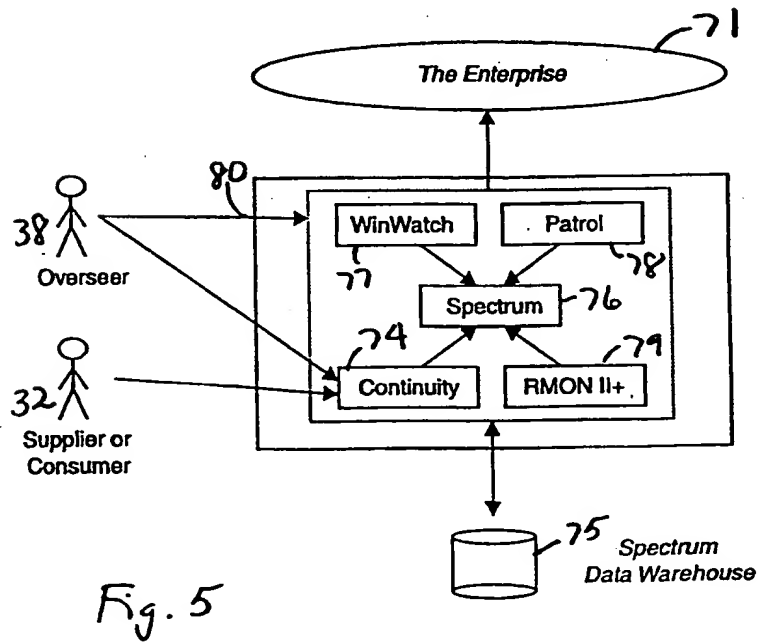 71
The Enterprise
80
38
WinWatch
Patrol
77
78
Overseer
Spectrum
76
74
79
Continuity
RMON II+
32
Supplier or
Consumer
75
Spectrum
Data Warehouse
Fig. 5